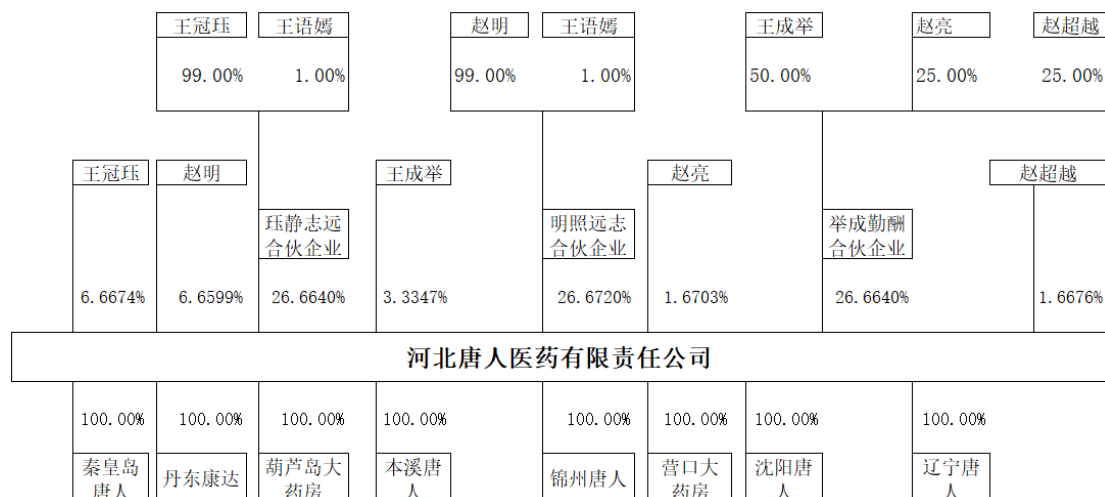 王冠珏 王语嫣 赵明 王语嫣 王成举 赵亮 赵超越
99.00% 1.00% 99.00% 1.00% 50.00% 25.00% 25.00%
王冠珏 赵明 王成举 赵亮 赵超越
珏静志远 明照远志 举成勤酬
合伙企业 合伙企业 合伙企业
6.6674% 6.6599% 26.6640% 3.3347% 26.6720% 1.6703% 26.6640% 1.6676%
河北唐人医药有限责任公司
100.00% 100.00% 100.00% 100.00% 100.00% 100.00% 100.00% 100.00%
秦皇岛 丹东康达 葫芦岛大 本溪唐 锦州唐人 营口大 沈阳唐 辽宁唐
唐人 药房 人 药房 人 人